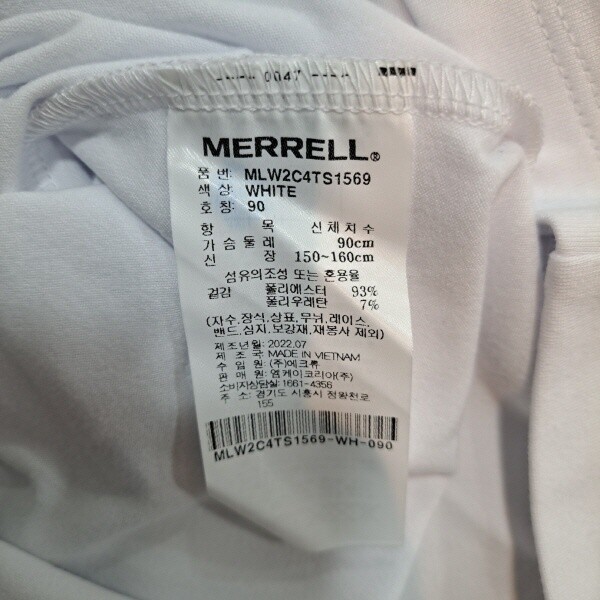 0047
MERRELL®
품 번: MLW2C4TS1569
색 상: WHITE
호 칭: 90
항 목 신체치수
가슴둘레 90cm
신 장 150~160cm
섬유의조성 또는 혼용율
겉감 폴리에스터 93%
폴리우레탄 7%
(자수,장식,상표,무늬,레이스,
밴드,심지,보강재,재봉사 제외)
제조년월: 2022.07
제 조 국: MADE IN VIETNAM
수 입 원: (주)에크류
판 매 원: 엠케이코리아(주)
소비자상담실: 1661-4356
주 소: 경기도 시흥시 정왕천로
155
MLW2C4TS1569-WH-090